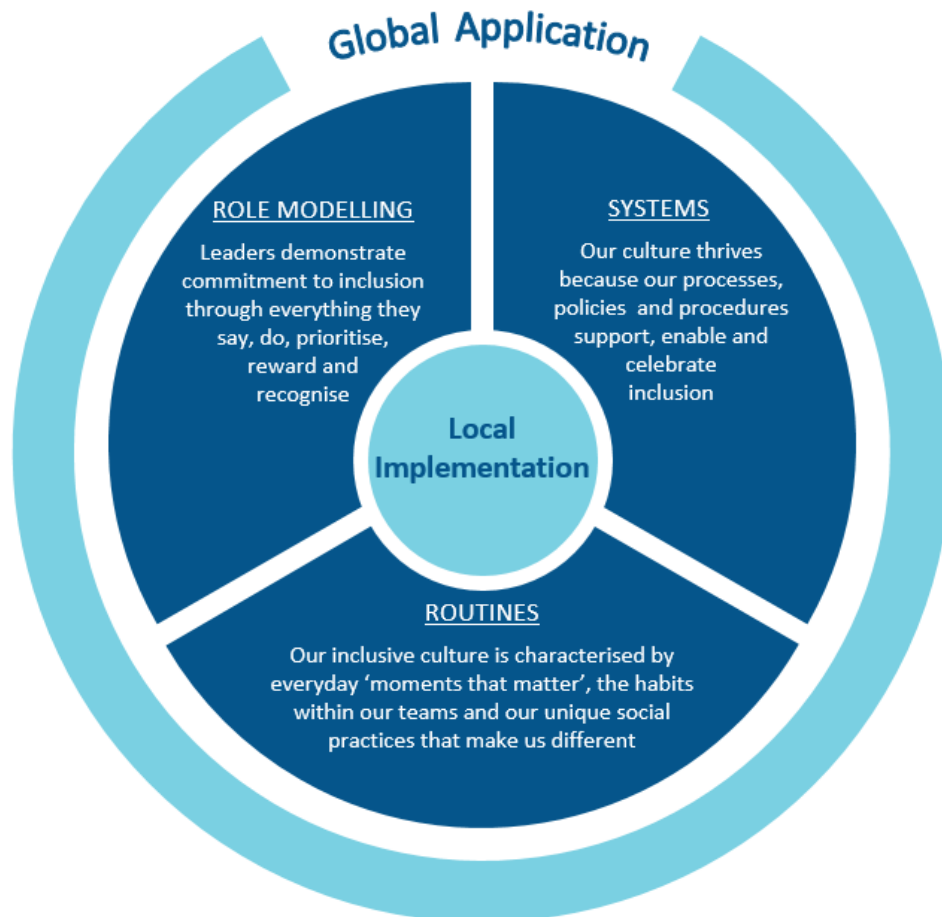 Global Application
ROLE MODELLING
Leaders demonstrate
commitment to inclusion
through everything they
say, do, prioritise,
reward and
recognise
SYSTEMS
Our culture thrives
because our processes,
policies  and procedures
support, enable and
celebrate
inclusion
Local
Implementation
ROUTINES
Our inclusive culture is characterised by
everyday ‘moments that matter’, the habits
within our teams and our unique social
practices that make us different